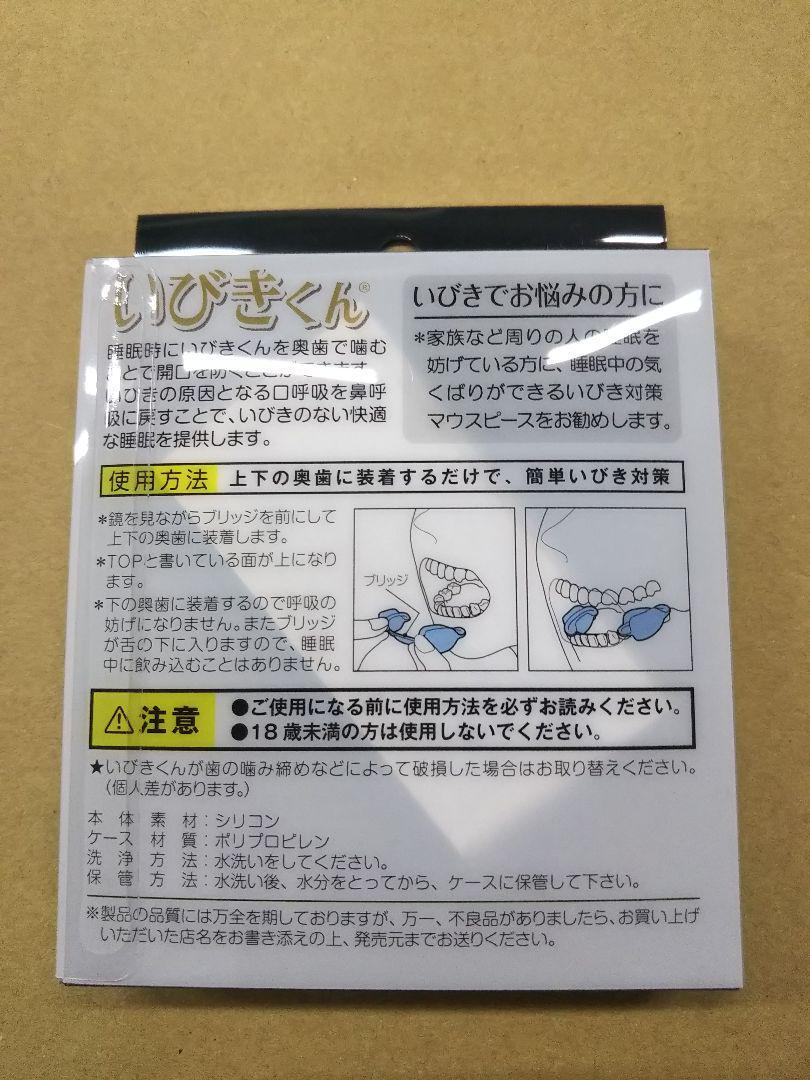 いびきくん®
睡眠時にいびきくんを奥歯で噛む
ことで開口を防ぐことができます。
いびきの原因となる口呼吸を鼻呼
吸に戻すことで、いびきのない快適
な睡眠を提供します。
いびきでお悩みの方に
*家族など周りの人の睡眠を
妨げている方に、睡眠中の気
くばりができるいびき対策
マウスピースをお勧めします。
使用方法 上下の奥歯に装着するだけで、簡単いびき対策
*鏡を見ながらブリッジを前にして
上下の奥歯に装着します。
*TOPと書いている面が上になり
ます。
*下の奥歯に装着するので呼吸の
妨げになりません。またブリッジ
が舌の下に入りますので、睡眠
中に飲み込むことはありません。
ブリッジ
⚠注意
●ご使用になる前に使用方法を必ずお読みください。
●18歳未満の方は使用しないでください。
★いびきくんが歯の噛み締めなどによって破損した場合はお取り替えください。
（個人差があります。）
本体素材：シリコン
ケース材質：ポリプロピレン
洗浄方法：水洗いをしてください。
保管方法：水洗い後、水分をとってから、ケースに保管して下さい。
※製品の品質には万全を期しておりますが、万一、不良品がありましたら、お買い上げ
いただいた店名をお書き添えの上、発売元までお送りください。